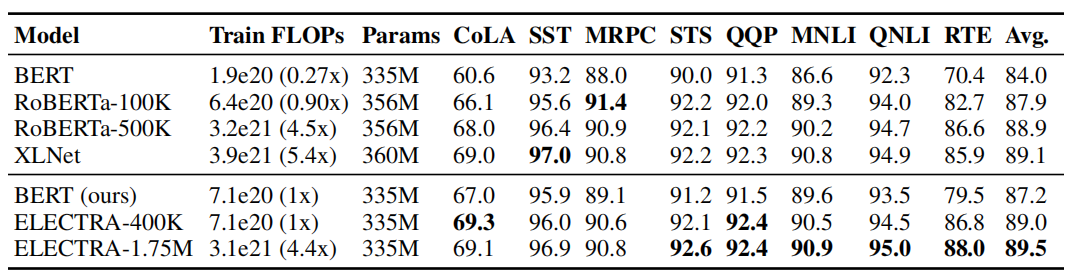 Model Train FLOPs Params CoLA SST MRPC STS QQP MNLI QNLI RTE Avg.
BERT 1.9e20 (0.27x) 335M 60.6 93.2 88.0 90.0 91.3 86.6 92.3 70.4 84.0
RoBERTa-100K 6.4e20 (0.90x) 356M 66.1 95.6 91.4 92.2 92.0 89.3 94.0 82.7 87.9
RoBERTa-500K 3.2e21 (4.5x) 356M 68.0 96.4 90.9 92.1 92.2 90.2 94.7 86.6 88.9
XLNet 3.9e21 (5.4x) 360M 69.0 97.0 90.8 92.2 92.3 90.8 94.9 85.9 89.1
BERT (ours) 7.1e20 (1x) 335M 67.0 95.9 89.1 91.2 91.5 89.6 93.5 79.5 87.2
ELECTRA-400K 7.1e20 (1x) 335M 69.3 96.0 90.6 92.1 92.4 90.5 94.5 86.8 89.0
ELECTRA-1.75M 3.1e21 (4.4x) 335M 69.1 96.9 90.8 92.6 92.4 90.9 95.0 88.0 89.5